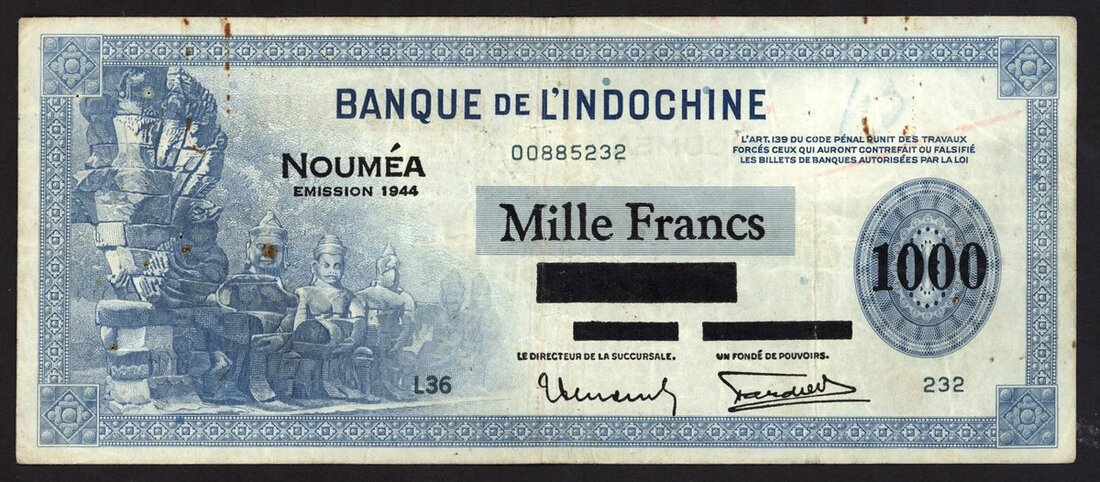 BANQUE DE L'INDOCHINE
00885232
L'ART. 139 DU CODE PÉNAL PUNIT DES TRAVAUX
FORCÉS CEUX QUI AURONT CONTREFAIT OU FALSIFIÉ
LES BILLETS DE BANQUES AUTORISÉES PAR LA LOI
NOUMÉA
EMISSION 1944
Mille Francs
1000
LE DIRECTEUR DE LA SUCCURSALE.
UN FONDÉ DE POUVOIRS.
L36
232